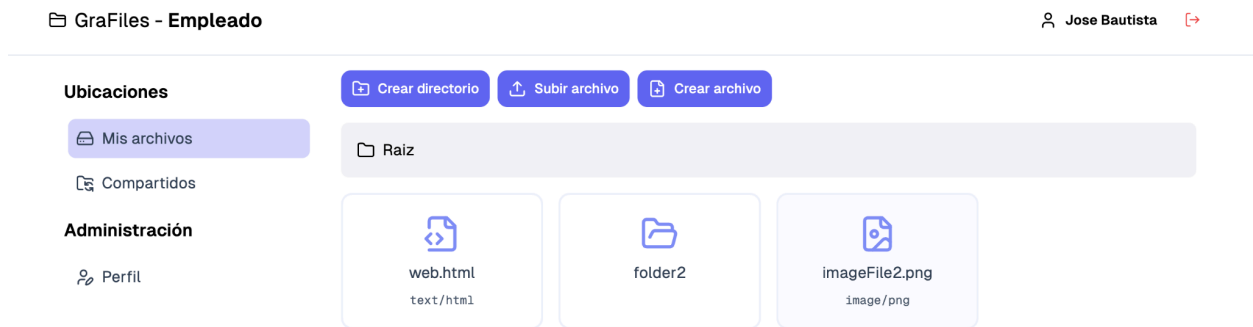 GraFiles - Empleado
Jose Bautista
Ubicaciones
Mis archivos
Compartidos
Administración
Perfil
Crear directorio
Subir archivo
Crear archivo
Raiz
web.html
text/html
folder2
imageFile2.png
image/png